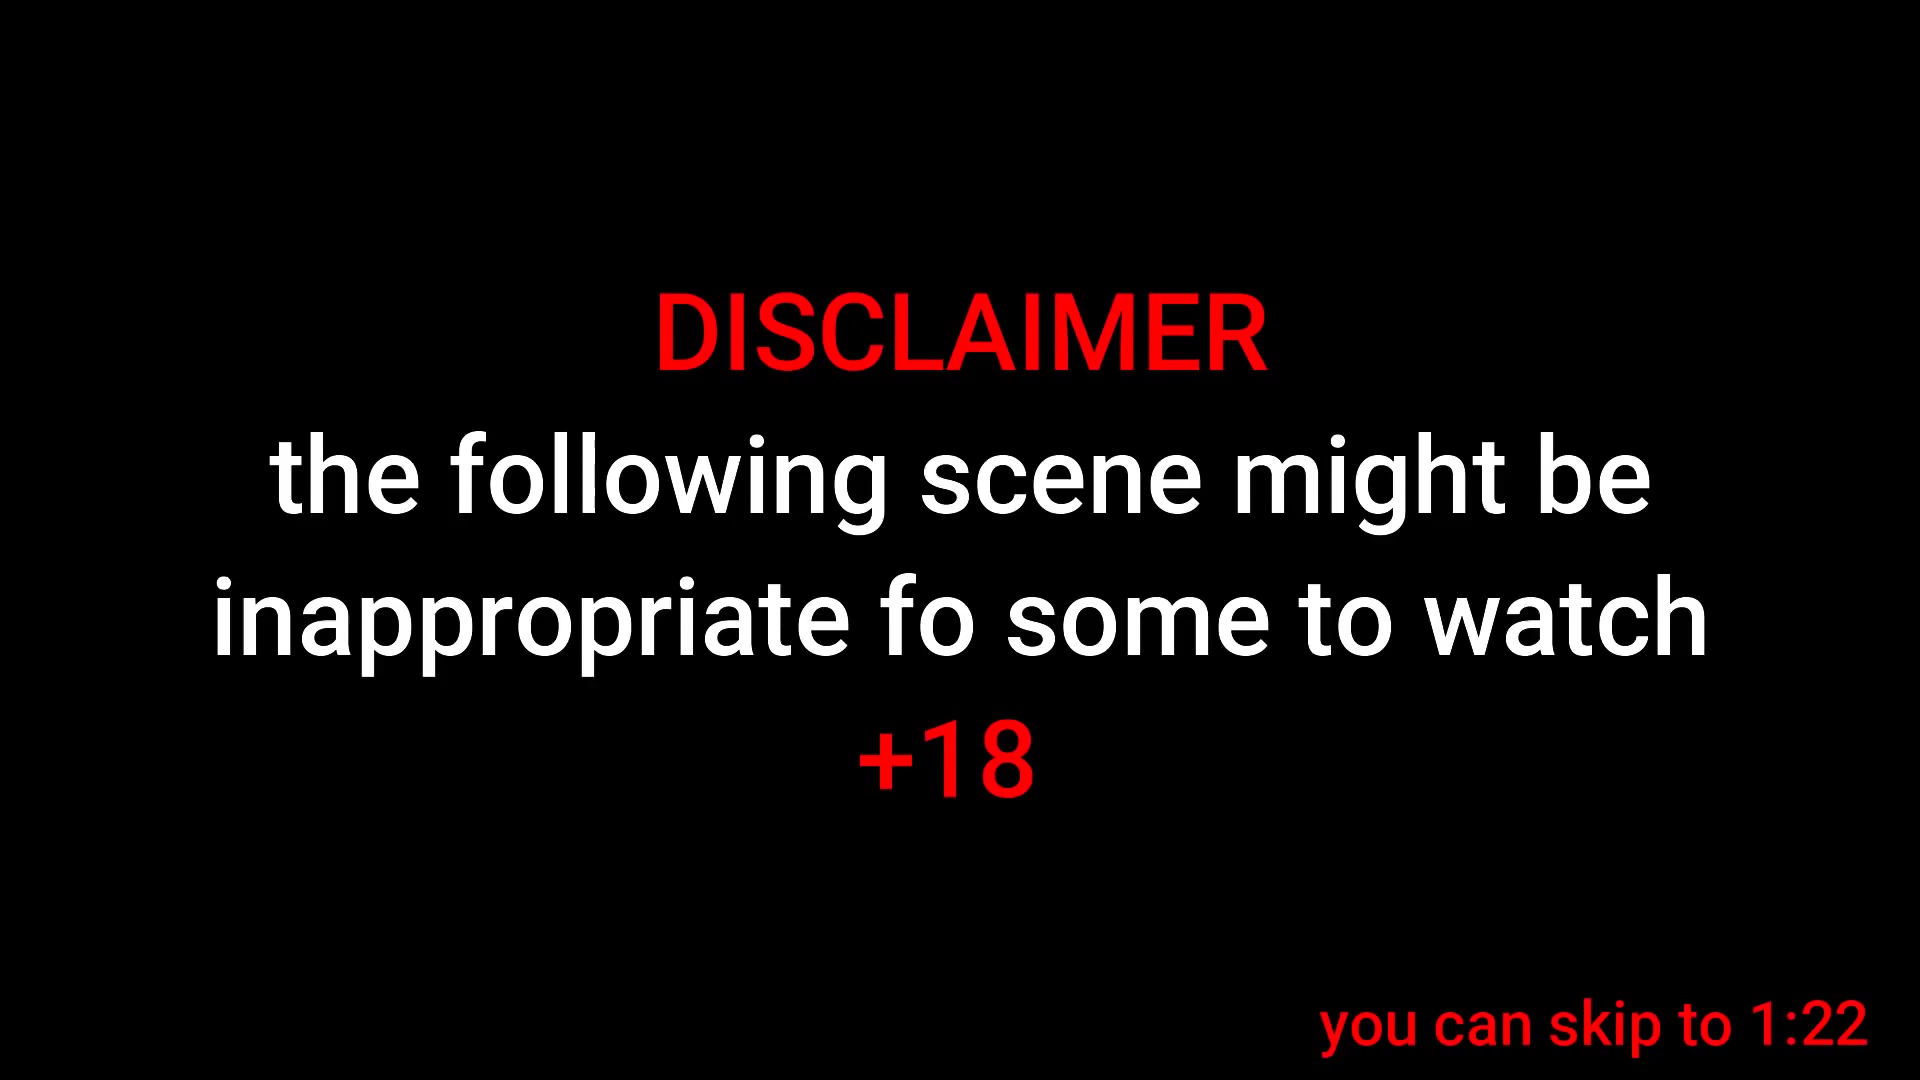 DISCLAIMER
the following scene might be
inappropriate fo some to watch
+18
you can skip to 1:22